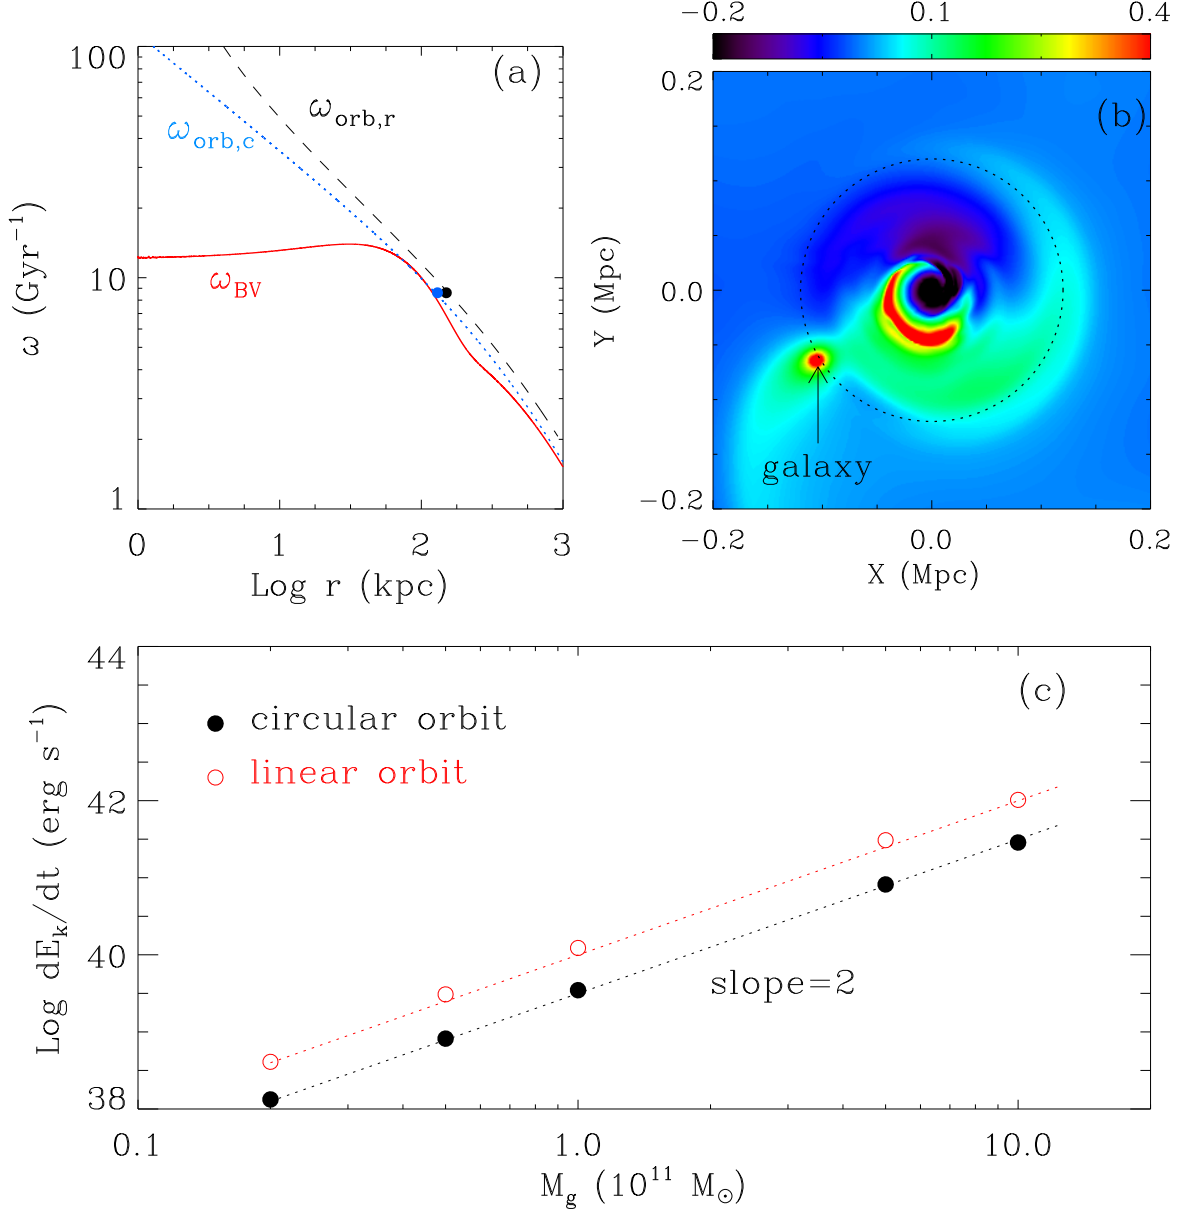 -0.2 0.1 0.4
100
10
1
ω (Gyr⁻¹)
(a)
ω_orb,r
ω_orb,c
ω_BV
0 1 2 3
Log r (kpc)
0.2
0.0
-0.2
Y (Mpc)
(b)
galaxy
-0.2 0.0 0.2
X (Mpc)
44
42
40
38
Log dE_k/dt (erg s⁻¹)
(c)
circular orbit
linear orbit
slope=2
0.1 1.0 10.0
M_g (10¹¹ M_⊙)